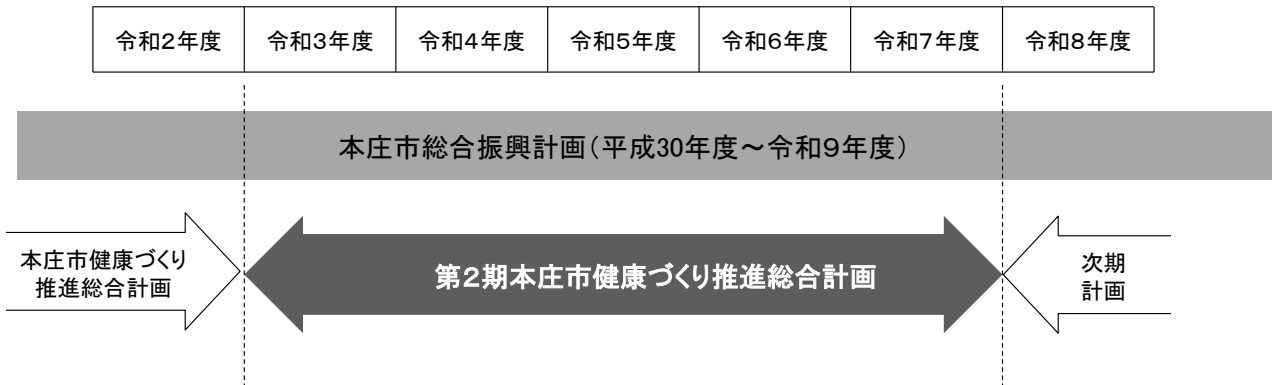 令和2年度
令和3年度
令和4年度
令和5年度
令和6年度
令和7年度
令和8年度
本庄市総合振興計画（平成30年度～令和9年度）
本庄市健康づくり
推進総合計画
第2期本庄市健康づくり推進総合計画
次期
計画